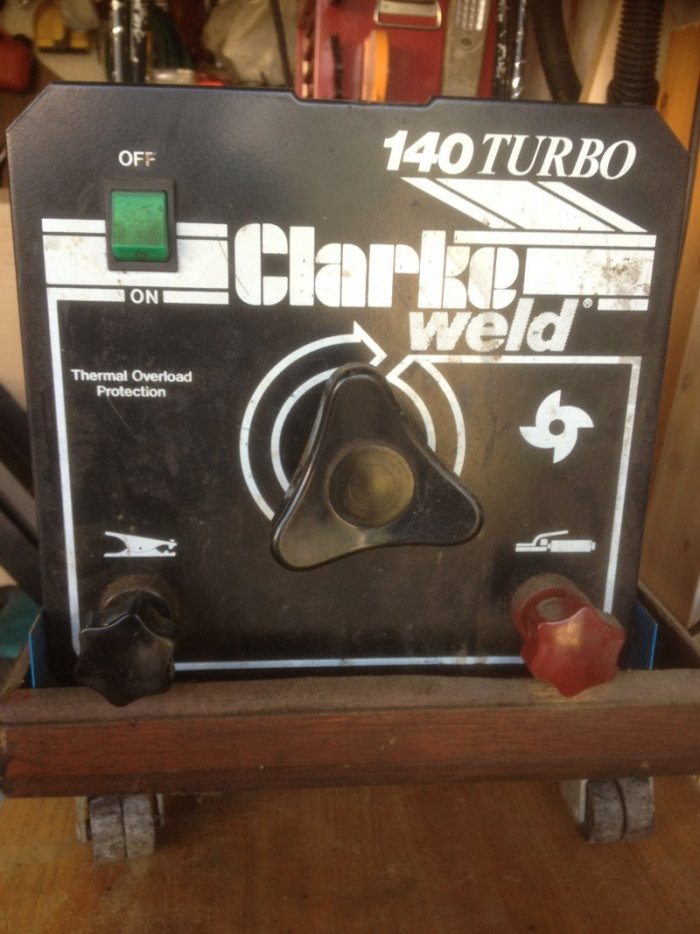 140 TURBO
OFF
Clarke
ON
weld®
Thermal Overload
Protection